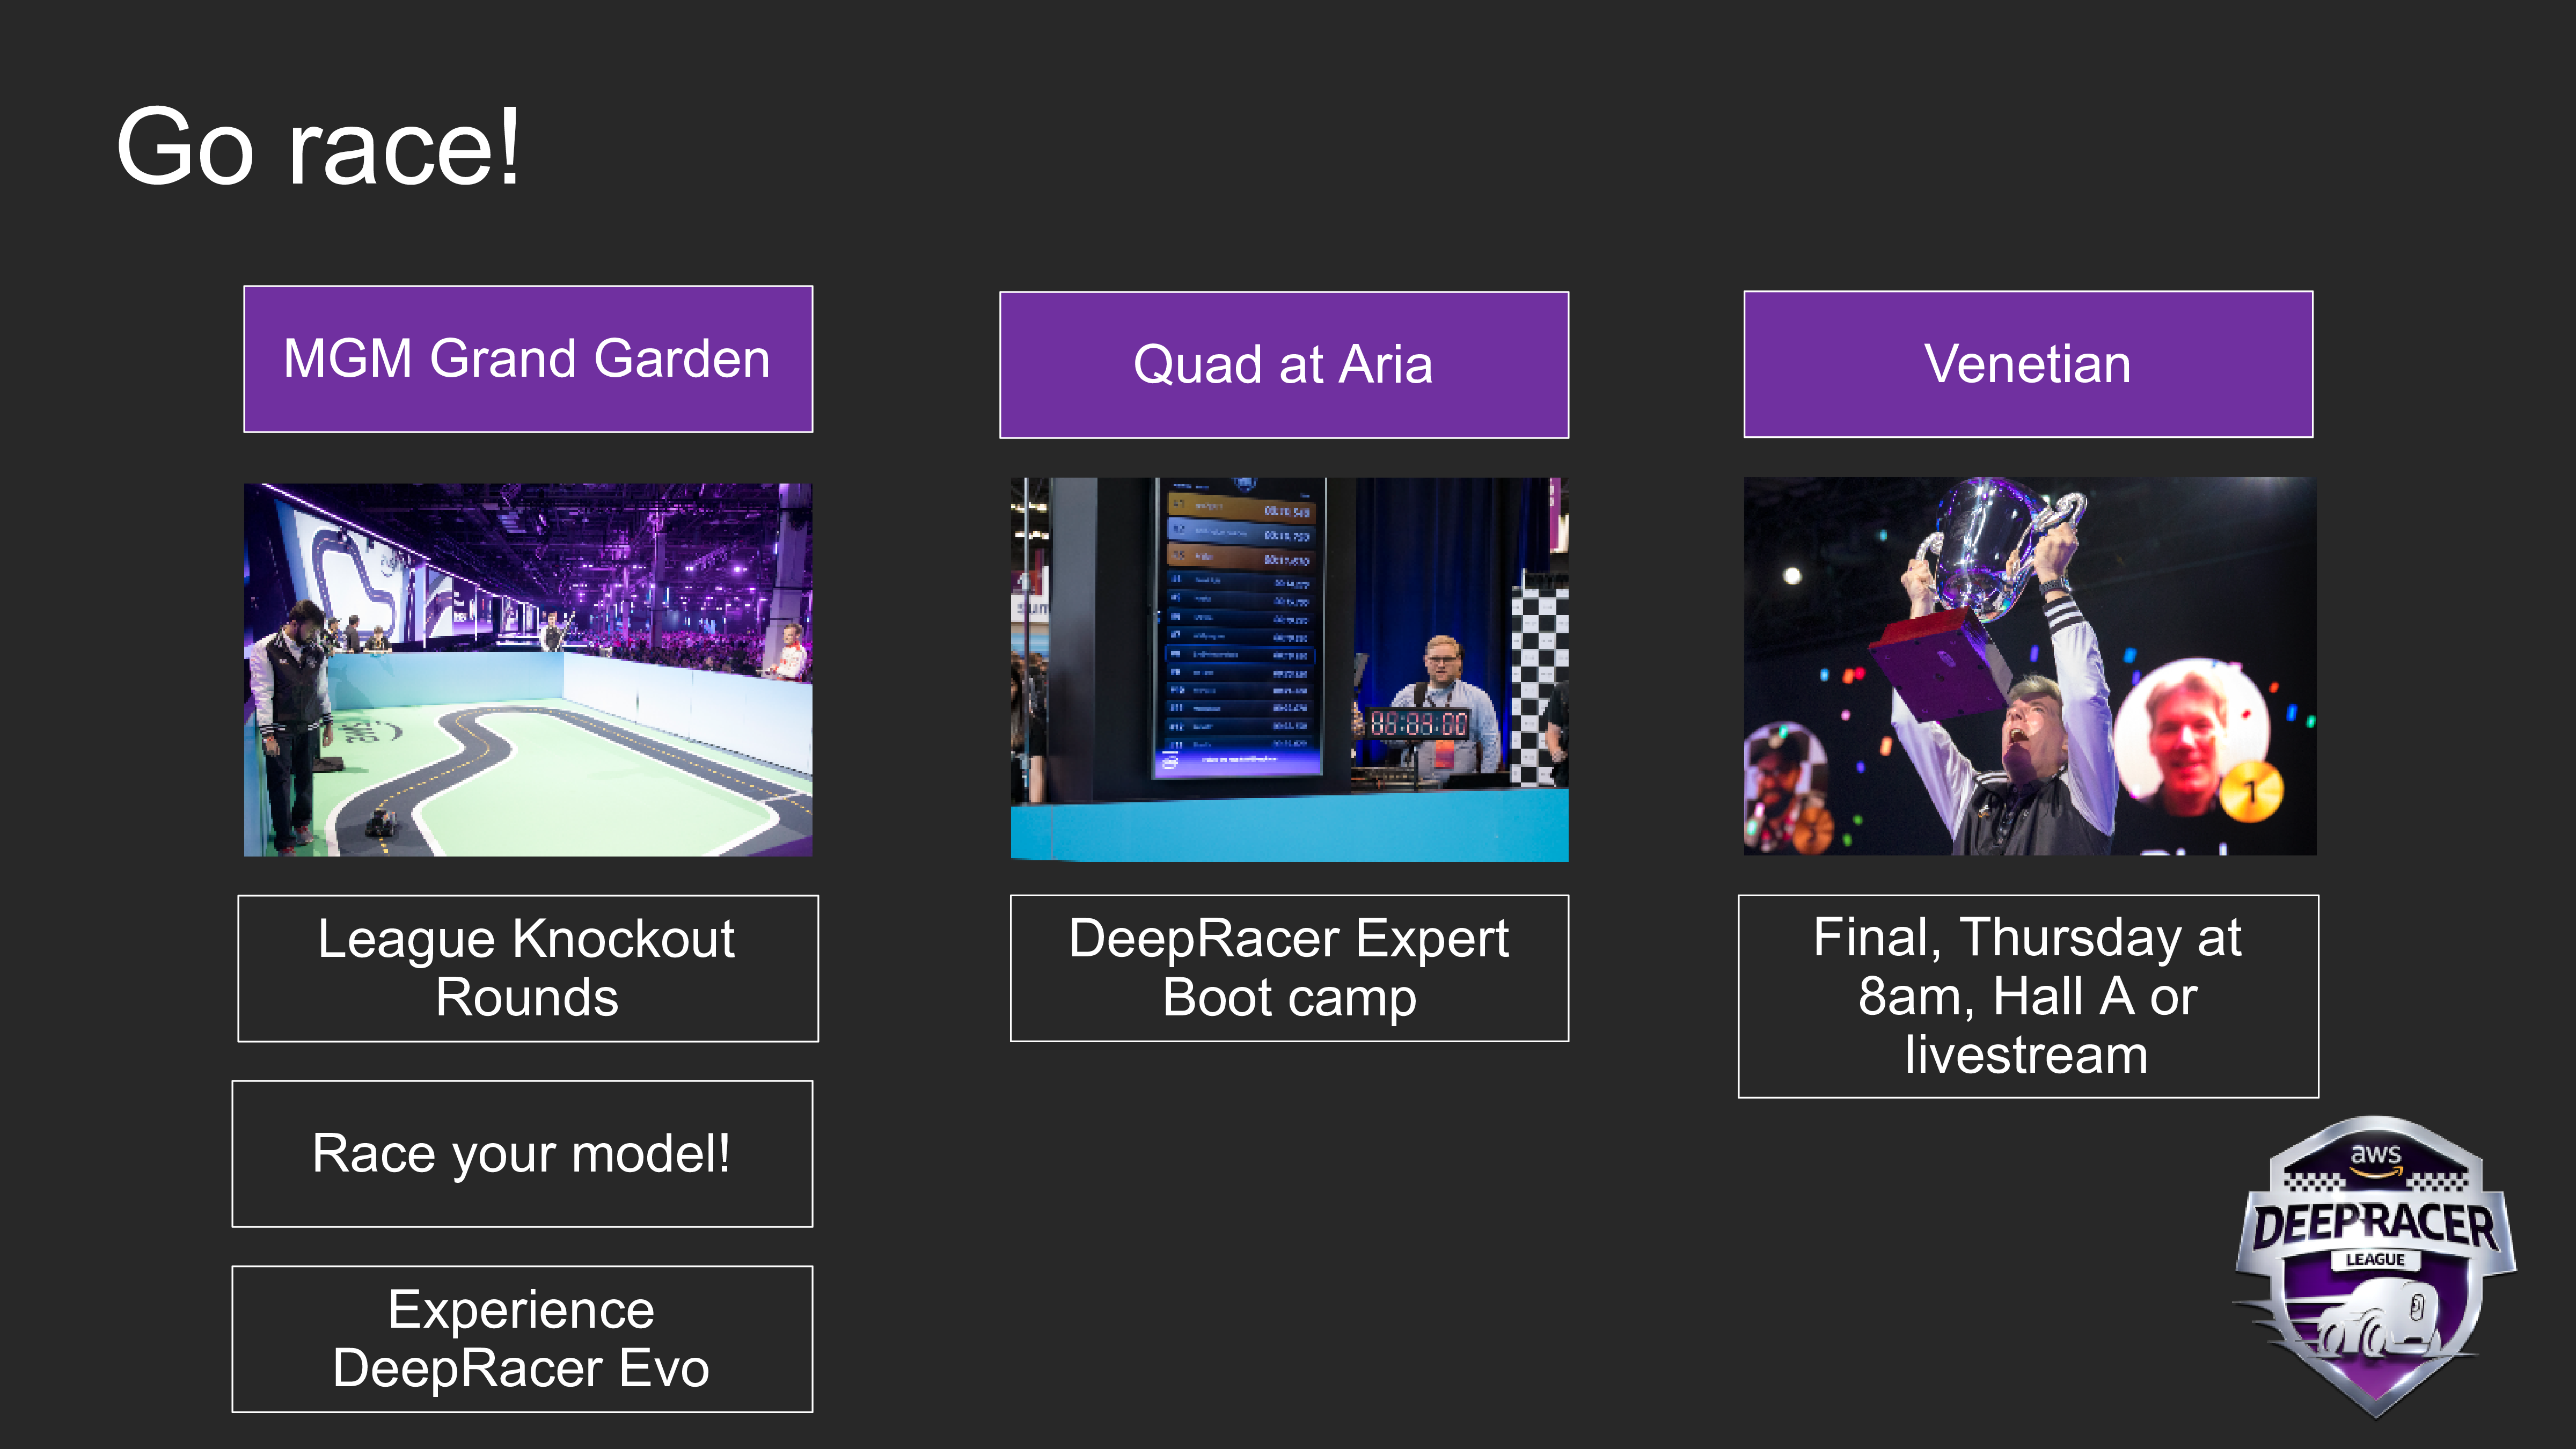 Go race!
MGM Grand Garden
League Knockout
Rounds
Race your model!
Experience
DeepRacer Evo
Quad at Aria
DeepRacer Expert
Boot camp
Venetian
1
Final, Thursday at
8am, Hall A or
livestream
aws
DEEPRACER
LEAGUE